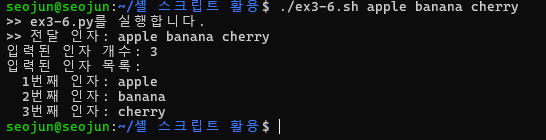 seojun@seojun:~/셸 스크립트 활용$ ./ex3-6.sh apple banana cherry
>> ex3-6.py를 실행합니다.
>> 전달 인자: apple banana cherry
입력된 인자 개수: 3
입력된 인자 목록:
  1번째 인자: apple
  2번째 인자: banana
  3번째 인자: cherry
seojun@seojun:~/셸 스크립트 활용$